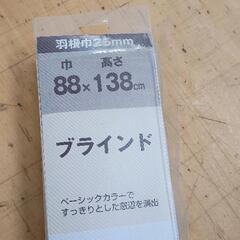 羽根巾25mm
巾 高さ
88×138cm
ブラインド
ベーシックカラーで
すっきりとした窓辺を演出